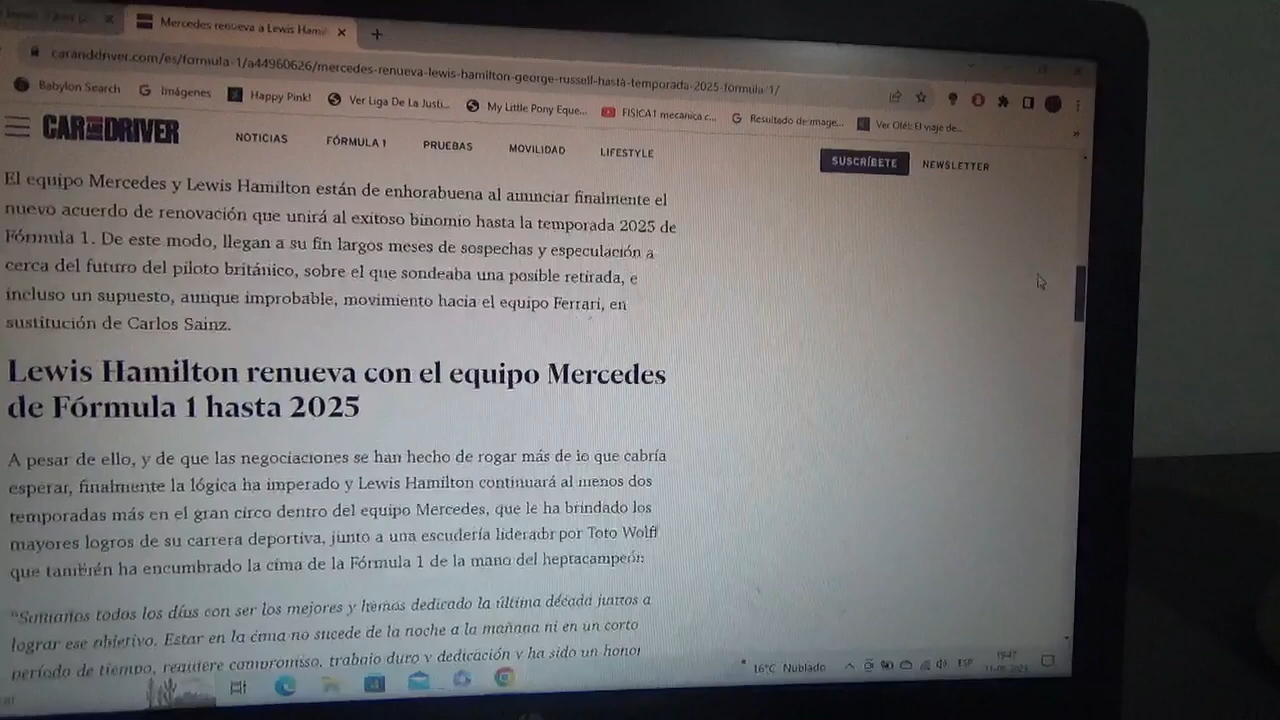 Mercedes renueva a Lewis Hamil
caranddriver.com/es/formula-1/a44960626/mercedes-renueva-lewis-hamilton-george-russell-hasta-temporada-2025-formula-1/
Babylon Search Imágenes Happy Pink! Ver Liga De La Justi... My Little Pony Eque... FISICA1 mecánica c... Resultado de image... Ver Olé!: El viaje de...
CAR AND DRIVER NOTICIAS FÓRMULA 1 PRUEBAS MOVILIDAD LIFESTYLE SUSCRÍBETE NEWSLETTER
El equipo Mercedes y Lewis Hamilton están de enhorabuena al anunciar finalmente el
nuevo acuerdo de renovación que unirá al exitoso binomio hasta la temporada 2025 de
Fórmula 1. De este modo, llegan a su fin largos meses de sospechas y especulación a
cerca del futuro del piloto británico, sobre el que sondeaba una posible retirada, e
incluso un supuesto, aunque improbable, movimiento hacia el equipo Ferrari, en
sustitución de Carlos Sainz.
Lewis Hamilton renueva con el equipo Mercedes
de Fórmula 1 hasta 2025
A pesar de ello, y de que las negociaciones se han hecho de rogar más de lo que cabría
esperar, finalmente la lógica ha imperado y Lewis Hamilton continuará al menos dos
temporadas más en el gran circo dentro del equipo Mercedes, que le ha brindado los
mayores logros de su carrera deportiva, junto a una escudería liderada por Toto Wolff
que también ha encumbrado la cima de la Fórmula 1 de la mano del heptacampeón:
"Soñamos todos los días con ser los mejores y hemos dedicado la última década juntos a
lograr ese objetivo. Estar en la cima no sucede de la noche a la mañana ni en un corto
período de tiempo, requiere compromiso, trabajo duro y dedicación y ha sido un honor
16°C Nublado ESP 19:47